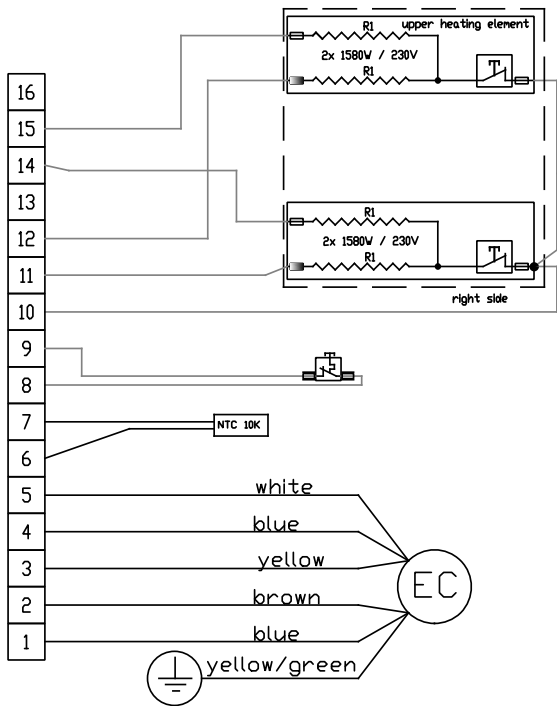 R1
upper heating element
2x 1580W / 230V
R1
16
15
14
13
12
11
10
9
8
7
6
5
4
3
2
1
R1
2x 1580W / 230V
R1
right side
NTC 10K
white
blue
yellow
brown
blue
yellow/green
EC